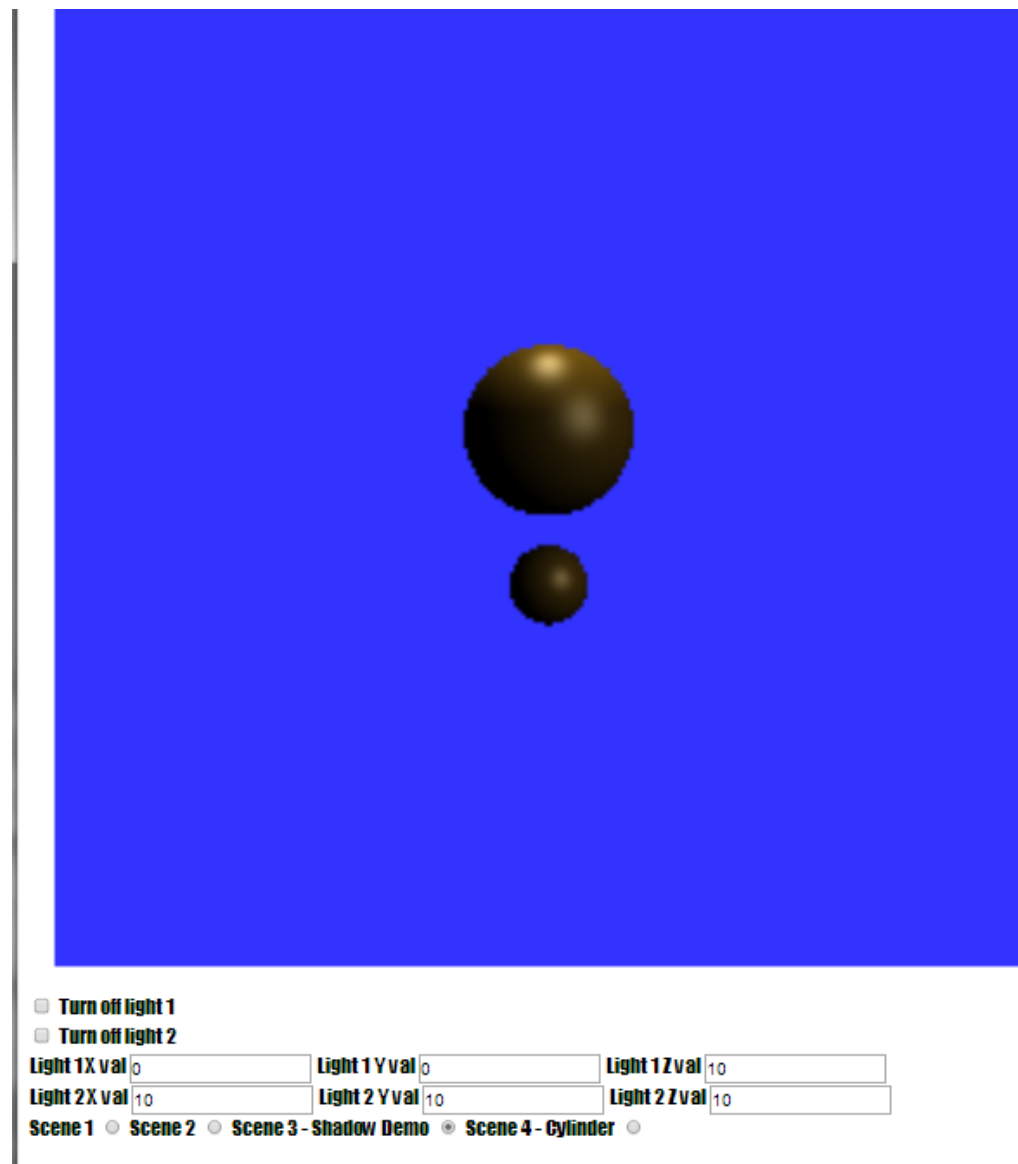 Turn off light 1
Turn off light 2
Light 1 X val 0 Light 1 Y val 0 Light 1 Z val 10
Light 2 X val 10 Light 2 Y val 10 Light 2 Z val 10
Scene 1 Scene 2 Scene 3 - Shadow Demo Scene 4 - Cylinder